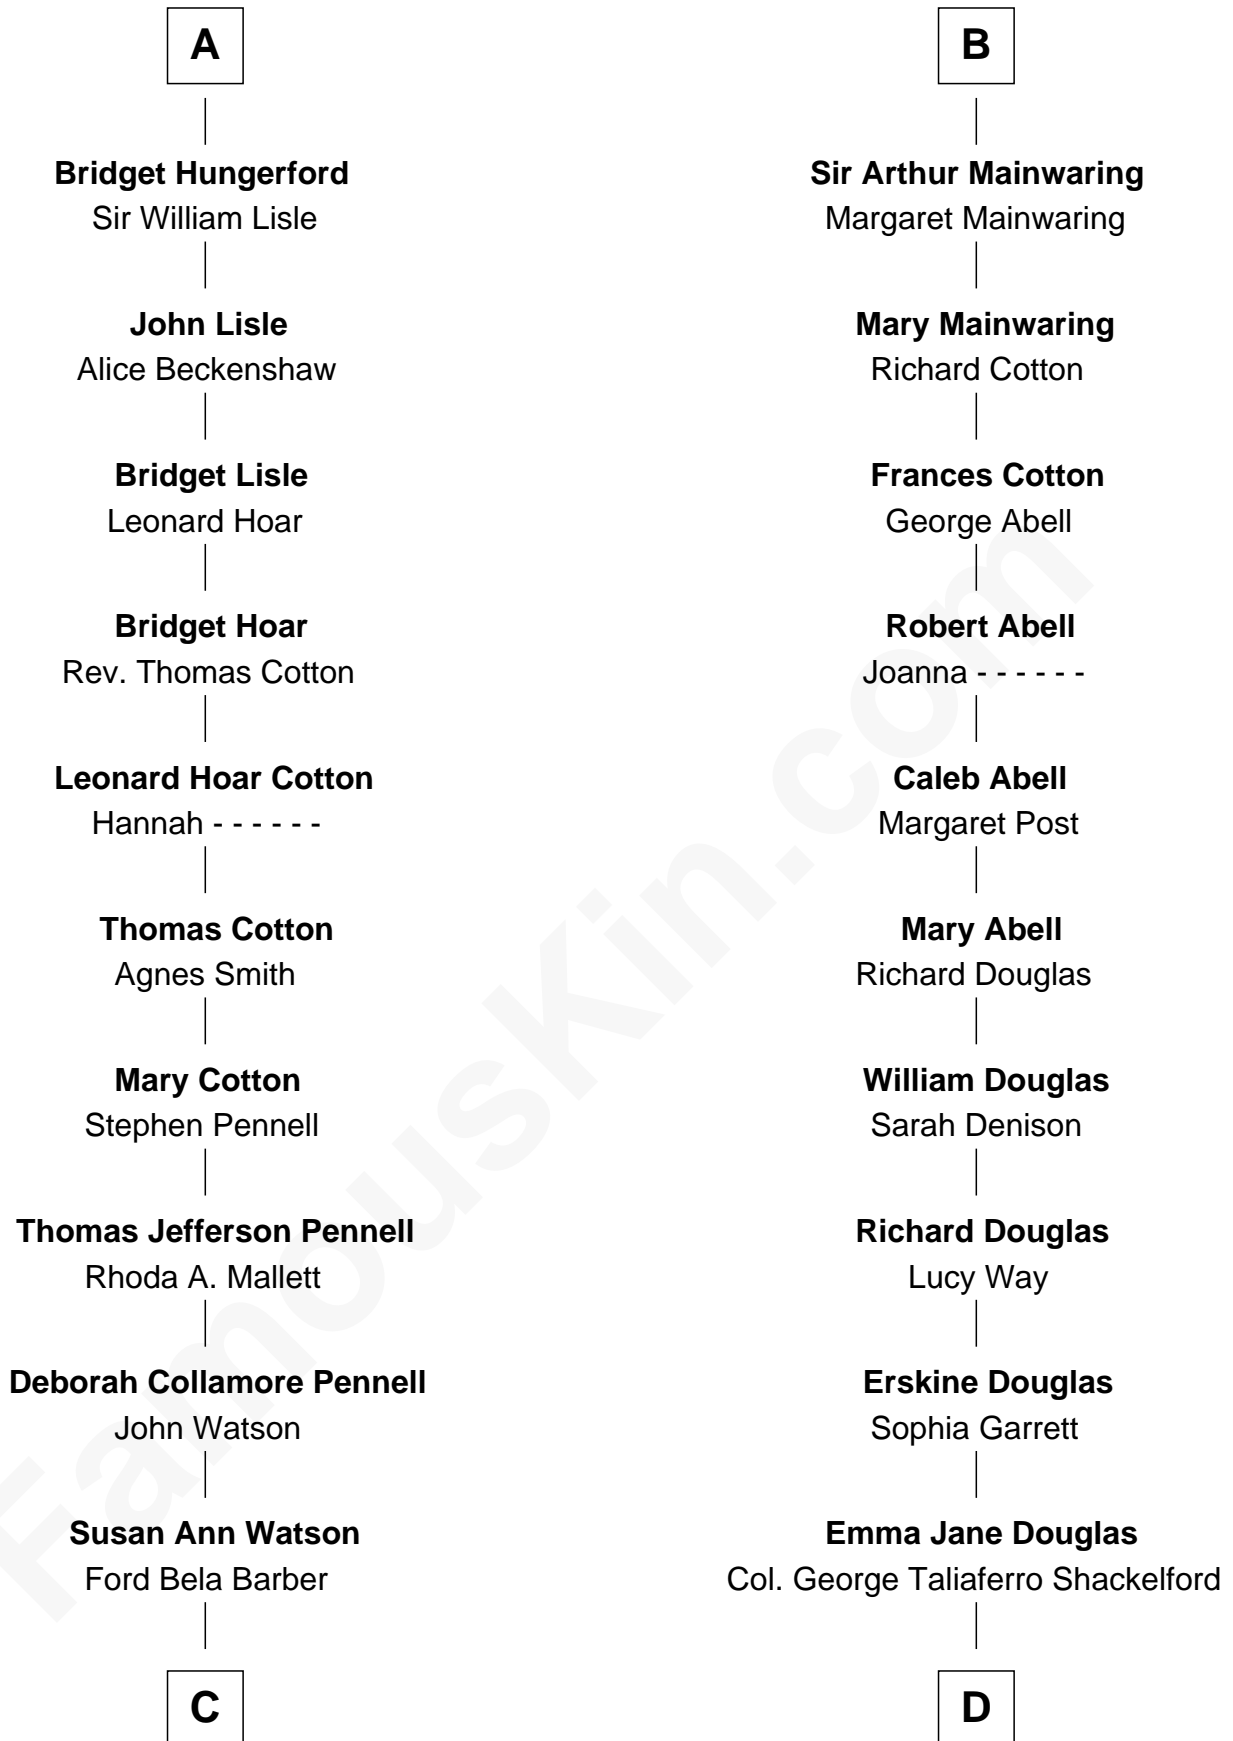 A
Bridget Hungerford
Sir William Lisle
John Lisle
Alice Beckenshaw
Bridget Lisle
Leonard Hoar
Bridget Hoar
Rev. Thomas Cotton
Leonard Hoar Cotton
Hannah - - - - - -
Thomas Cotton
Agnes Smith
Mary Cotton
Stephen Pennell
Thomas Jefferson Pennell
Rhoda A. Mallett
Deborah Collamore Pennell
John Watson
Susan Ann Watson
Ford Bela Barber
C
B
Sir Arthur Mainwaring
Margaret Mainwaring
Mary Mainwaring
Richard Cotton
Frances Cotton
George Abell
Robert Abell
Joanna - - - - - -
Caleb Abell
Margaret Post
Mary Abell
Richard Douglas
William Douglas
Sarah Denison
Richard Douglas
Lucy Way
Erskine Douglas
Sophia Garrett
Emma Jane Douglas
Col. George Taliaferro Shackelford
D
FamousKin.com